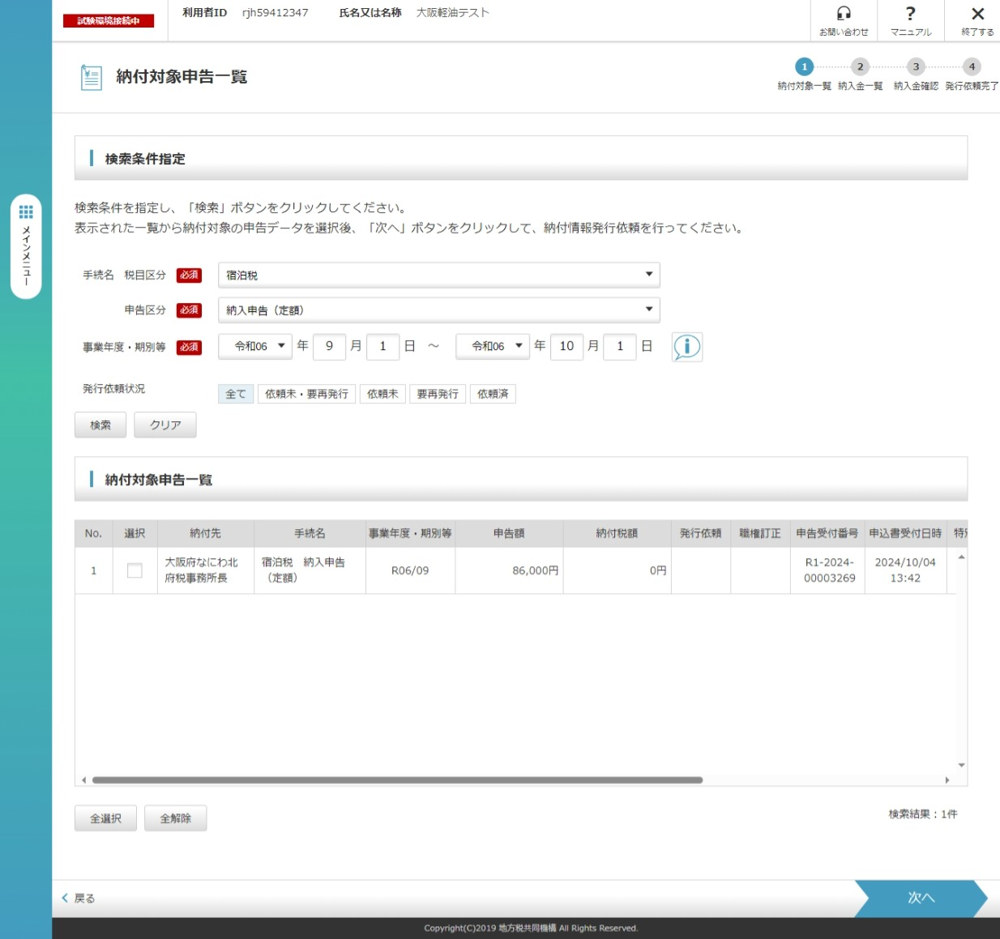 試験環境接続中
利用者ID rjh59412347 氏名又は名称 大阪軽油テスト
お問い合わせ
? マニュアル
終了する
納付対象申告一覧
1 2 3 4
納付対象一覧 納入金一覧 納入金確認 発行依頼完了
メインメニュー
検索条件指定
検索条件を指定し、「検索」ボタンをクリックしてください。
表示された一覧から納付対象の申告データを選択後、「次へ」ボタンをクリックして、納付情報発行依頼を行ってください。
手続名 税目区分 必須 宿泊税
申告区分 必須 納入申告（定額）
事業年度・期別等 必須 令和06 年 9 月 1 日 ～ 令和06 年 10 月 1 日
発行依頼状況 全て 依頼未・要再発行 依頼未 要再発行 依頼済
検索 クリア
納付対象申告一覧
No. 選択 納付先 手続名 事業年度・期別等 申告額 納付税額 発行依頼 職権訂正 申告受付番号 申込書受付日時
1 大阪府なにわ北府税事務所長 宿泊税 納入申告（定額） R06/09 86,000円 0円 R1-2024-00003269 2024/10/04 13:42
全選択 全解除 検索結果：1件
戻る 次へ
Copyright(C)2019 地方税共同機構 All Rights Reserved.